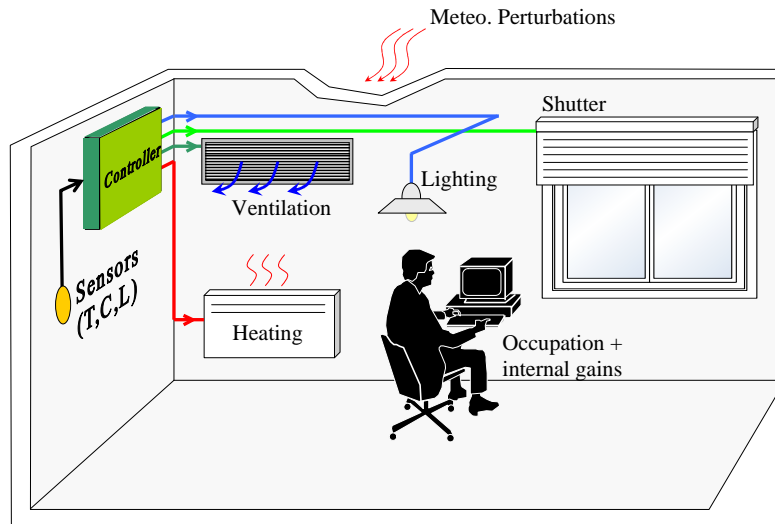 Meteo. Perturbations
Shutter
Controller
Lighting
Ventilation
Sensors
(T,C,L)
Heating
Occupation +
internal gains